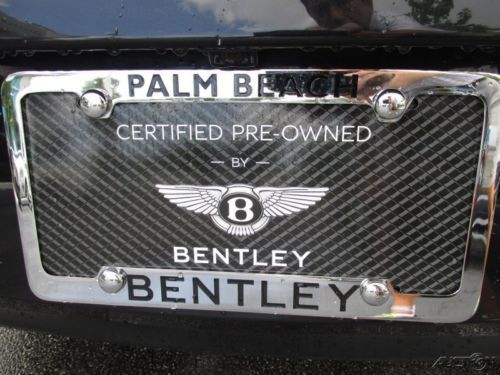 PALM BEACH
CERTIFIED PRE-OWNED
— BY —
B
BENTLEY
BENTLEY